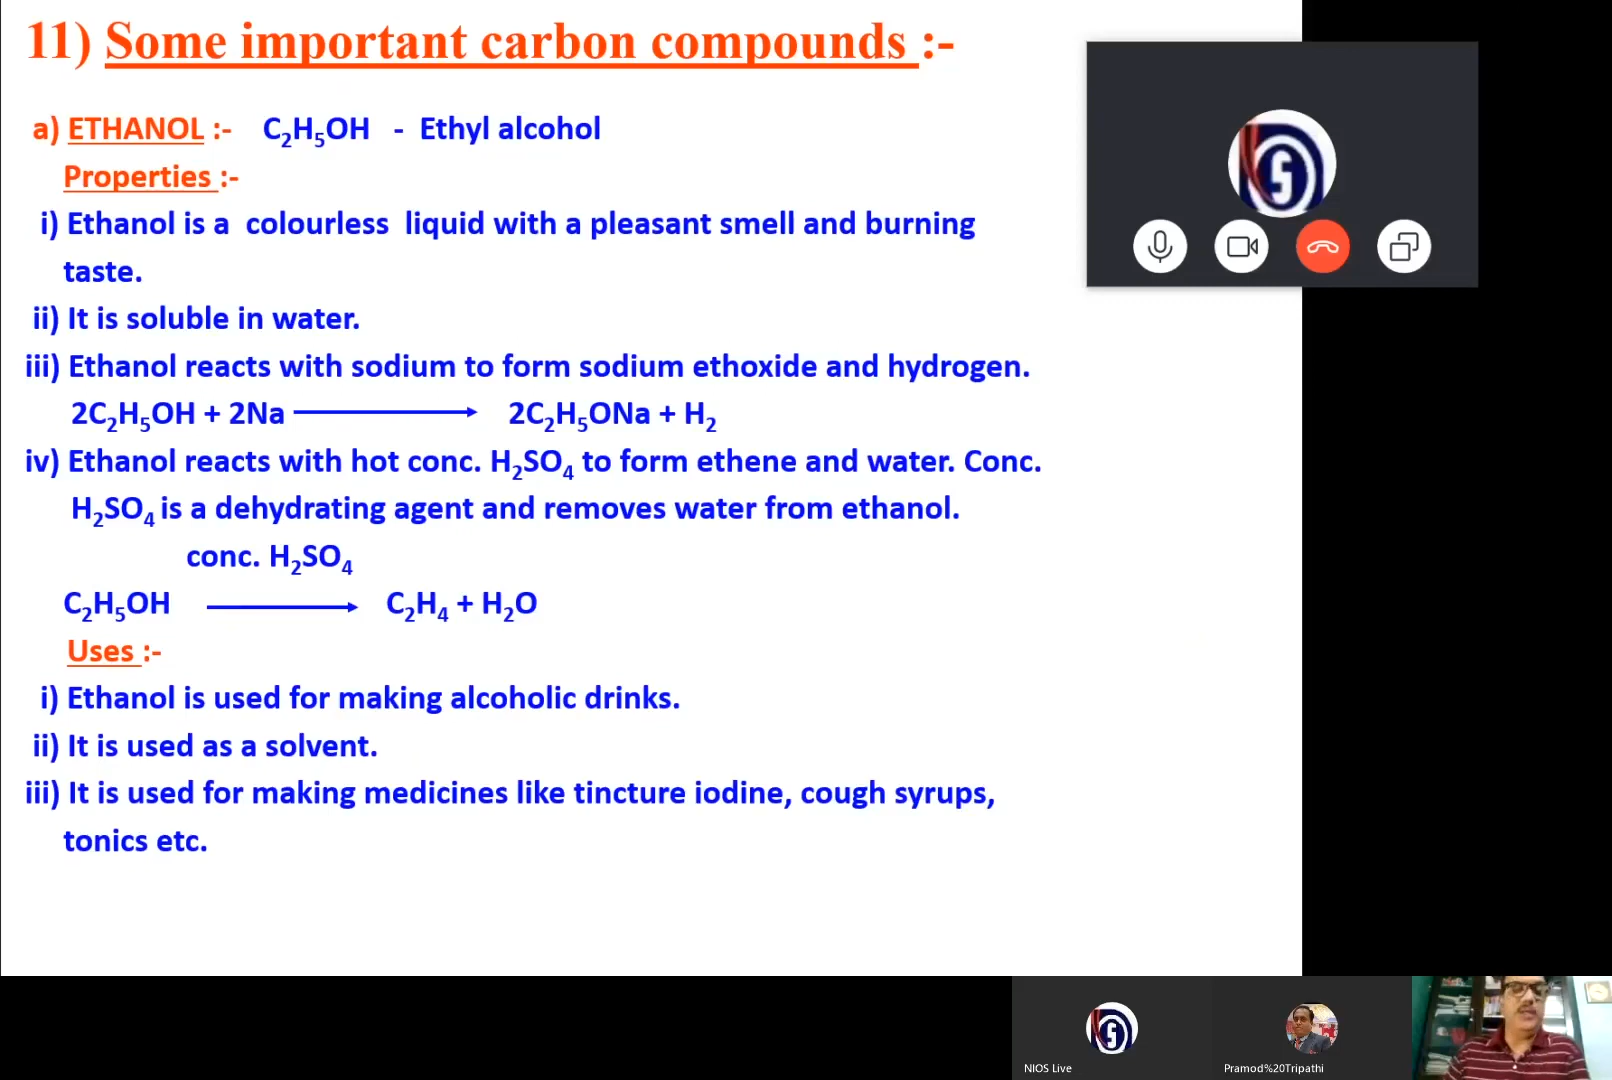 11) Some important carbon compounds :-
a) ETHANOL :- C₂H₅OH - Ethyl alcohol
Properties :-
i) Ethanol is a colourless liquid with a pleasant smell and burning
taste.
ii) It is soluble in water.
iii) Ethanol reacts with sodium to form sodium ethoxide and hydrogen.
2C₂H₅OH + 2Na ⟶ 2C₂H₅ONa + H₂
iv) Ethanol reacts with hot conc. H₂SO₄ to form ethene and water. Conc.
H₂SO₄ is a dehydrating agent and removes water from ethanol.
conc. H₂SO₄
C₂H₅OH ⟶ C₂H₄ + H₂O
Uses :-
i) Ethanol is used for making alcoholic drinks.
ii) It is used as a solvent.
iii) It is used for making medicines like tincture iodine, cough syrups,
tonics etc.
NIOS Live
Pramod%20Tripathi